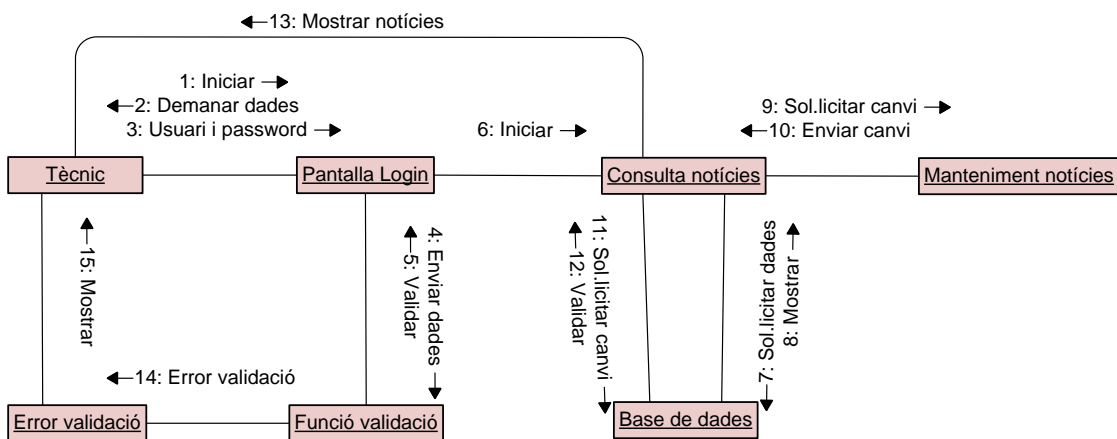 13: Mostrar notícies
1: Iniciar
2: Demanar dades
3: Usuari i password
6: Iniciar
9: Sol.licitar canvi
10: Enviar canvi
Tècnic
Pantalla Login
Consulta notícies
Manteniment notícies
15: Mostrar
4: Enviar dades
5: Validar
11: Sol.licitar canvi
12: Validar
7: Sol.licitar dades
8: Mostrar
14: Error validació
Error validació
Funció validació
Base de dades